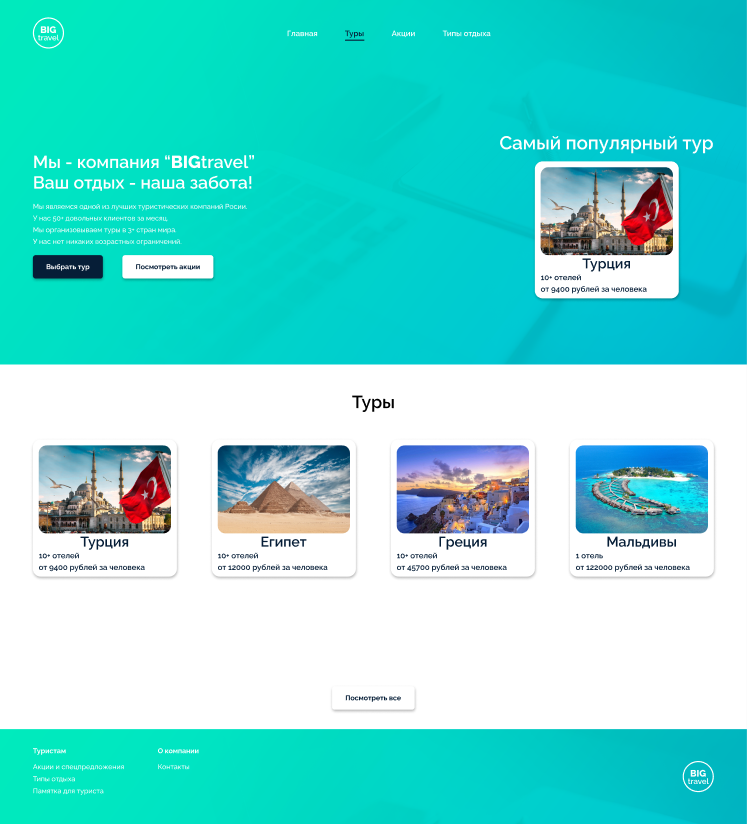 BIG
travel
Главная
Туры
Акции
Типы отдыха
Мы - компания “BIGtravel”
Ваш отдых - наша забота!
Мы являемся одной из лучших туристических компаний Росии.
У нас 50+ довольных клиентов за месяц.
Мы организовываем туры в 3+ стран мира.
У нас нет никаких возрастных ограничений.
Выбрать тур
Посмотреть акции
Самый популярный тур
Турция
10+ отелей
от 9400 рублей за человека
Туры
Турция
10+ отелей
от 9400 рублей за человека
Египет
10+ отелей
от 12000 рублей за человека
Греция
10+ отелей
от 45700 рублей за человека
Мальдивы
1 отель
от 122000 рублей за человека
Посмотреть все
Туристам
Акции и спецпредложения
Типы отдыха
Памятка для туриста
О компании
Контакты
BIG
travel